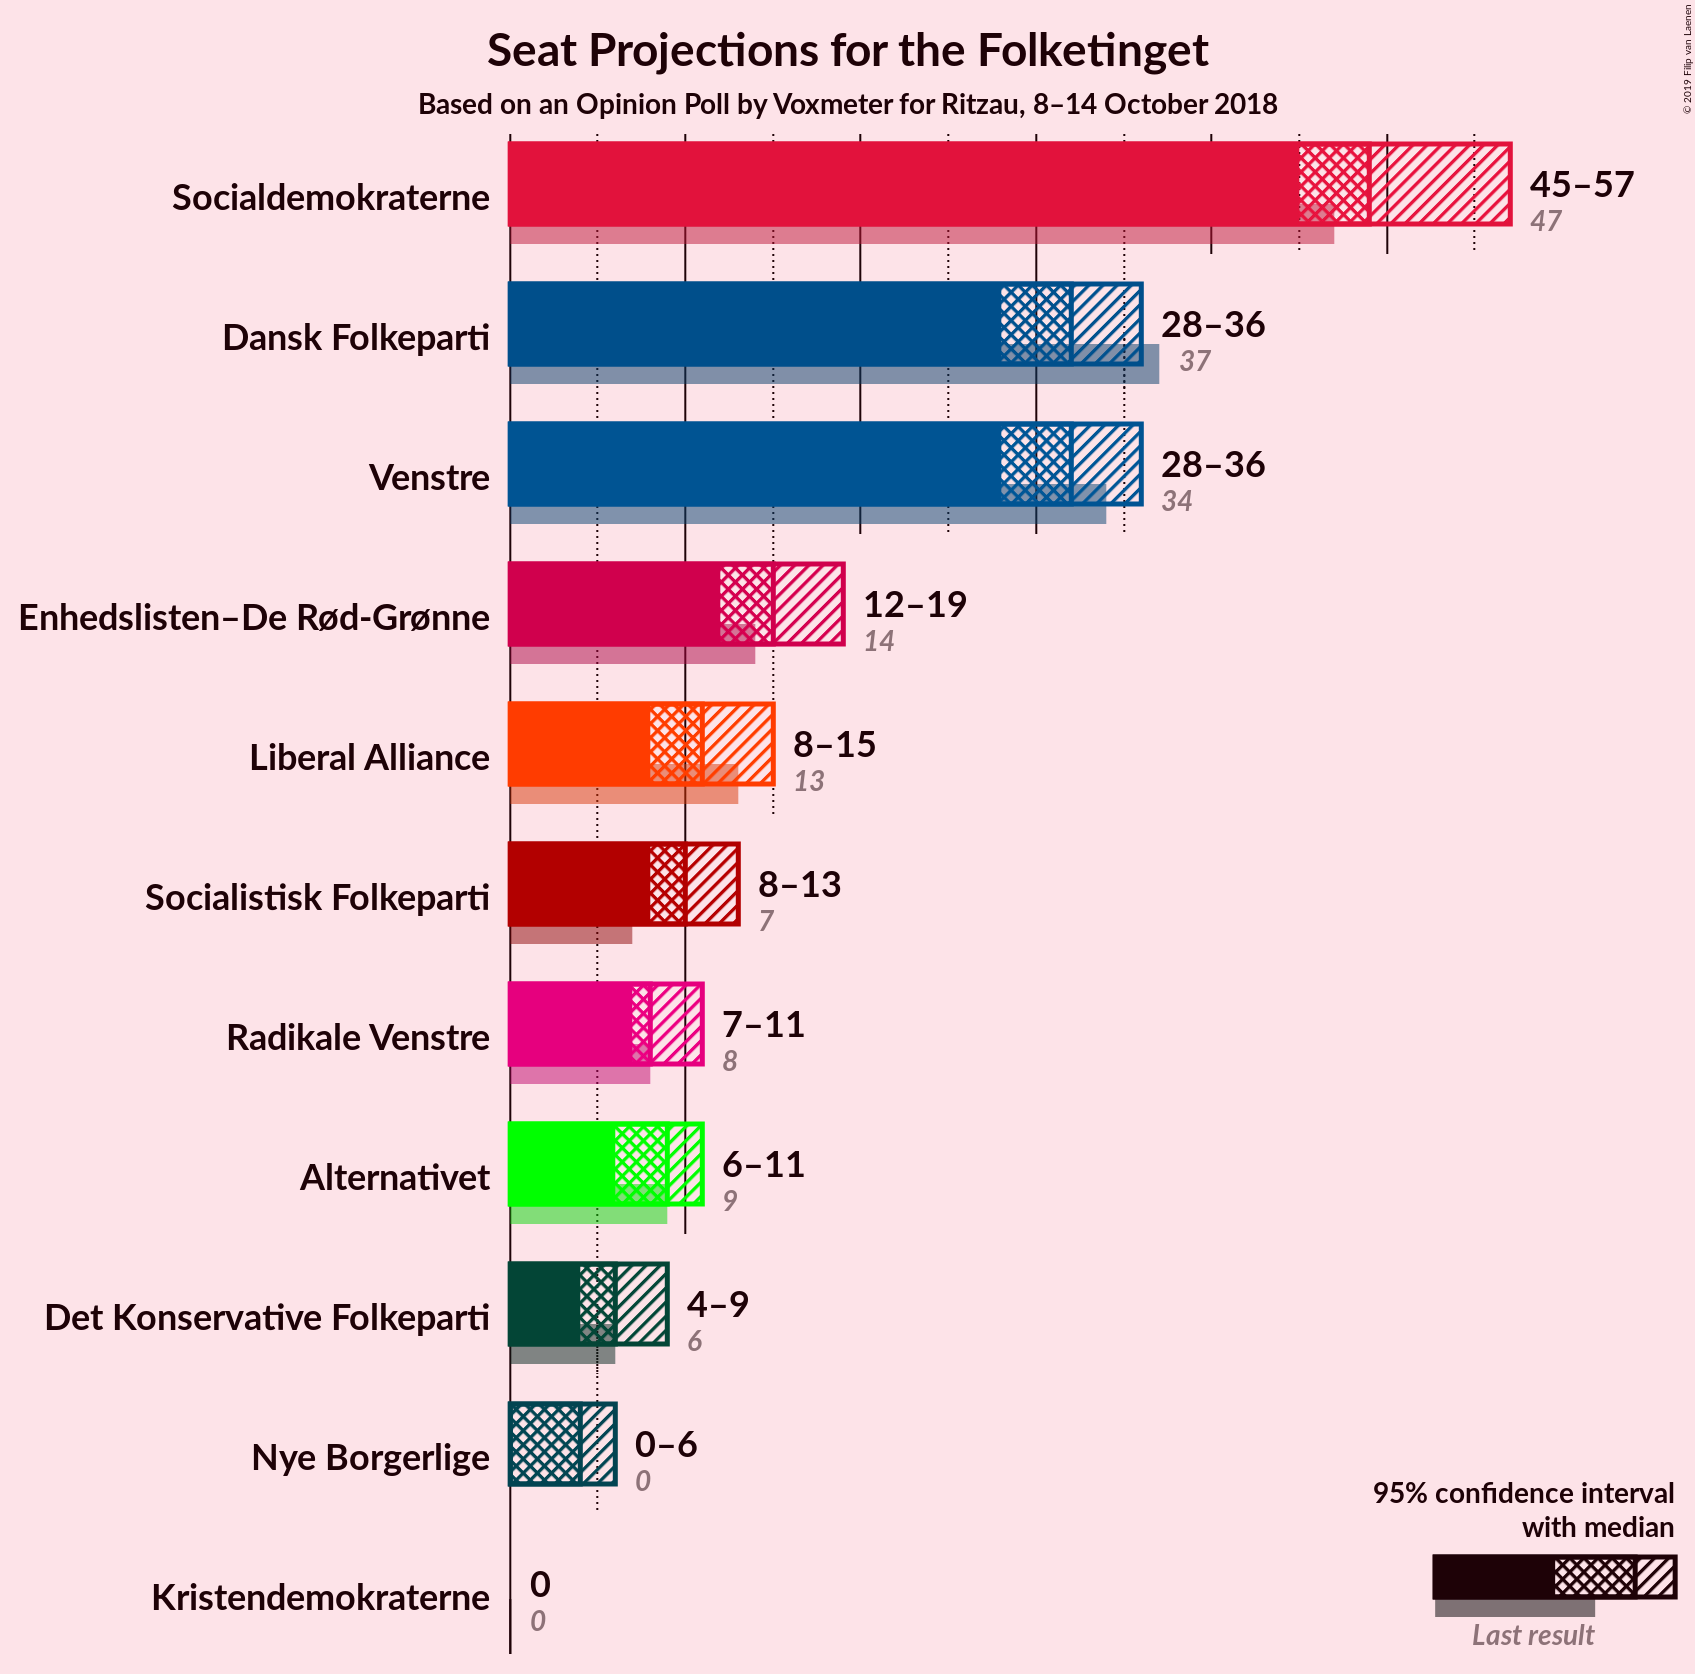 Seat Projections for the Folketinget
Based on an Opinion Poll by Voxmeter for Ritzau, 8–14 October 2018
© 2019 Filip van Laenen
Socialdemokraterne
45–57
47
Dansk Folkeparti
28–36
37
Venstre
28–36
34
Enhedslisten–De Rød-Grønne
12–19
14
Liberal Alliance
8–15
13
Socialistisk Folkeparti
8–13
7
Radikale Venstre
7–11
8
Alternativet
6–11
9
Det Konservative Folkeparti
4–9
6
Nye Borgerlige
0–6
0
Kristendemokraterne
0
0
95% confidence interval
with median
Last result